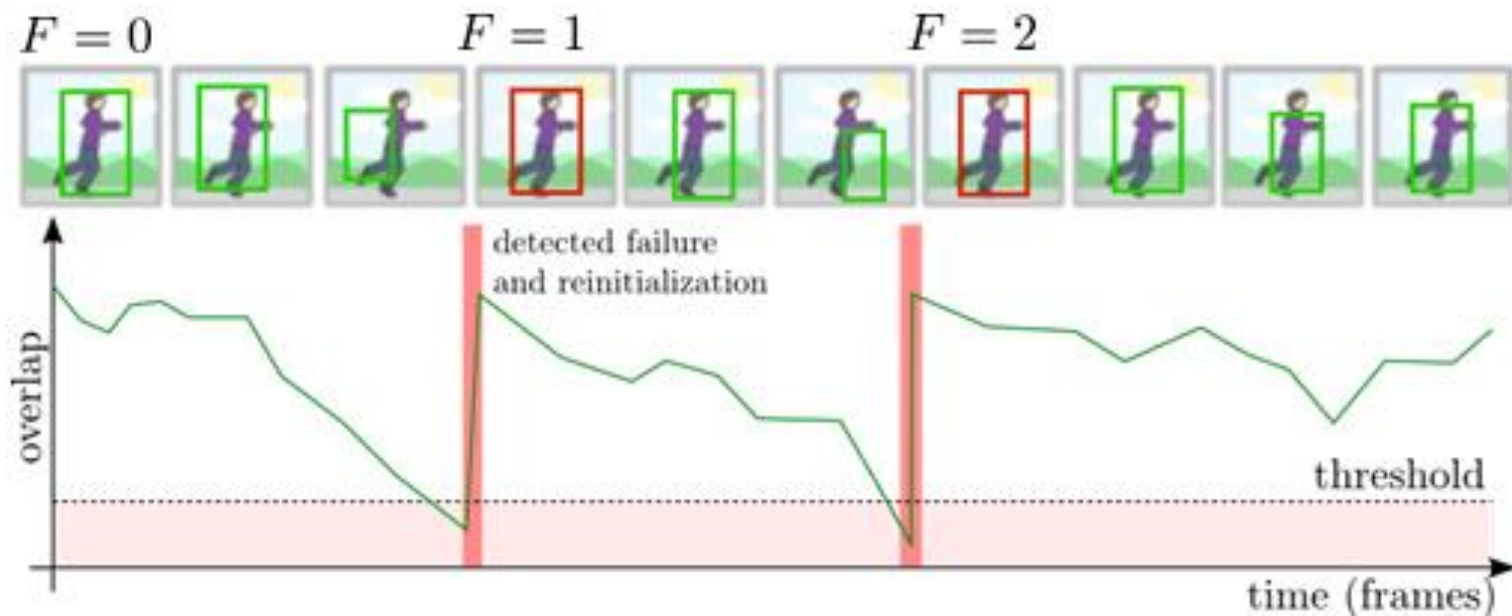 F = 0
F = 1
F = 2
detected failure
and reinitialization
overlap
threshold
time (frames)